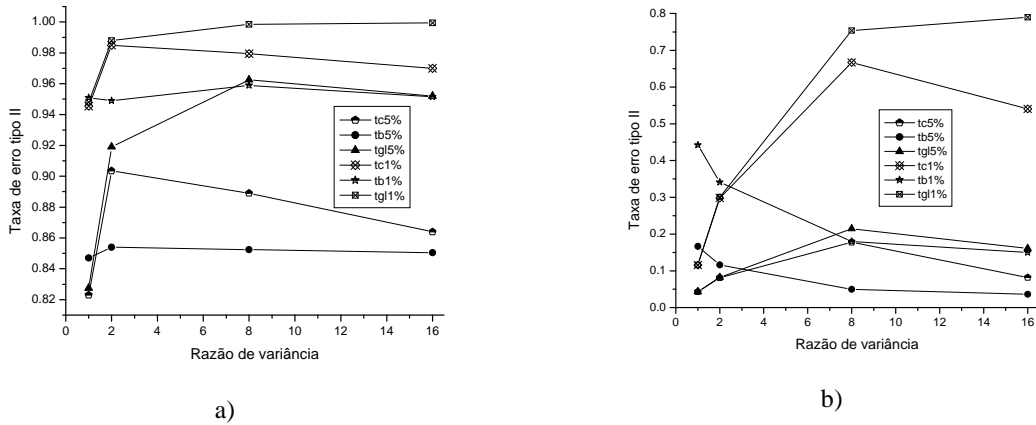 a)
1.00
0.98
0.96
0.94
0.92
0.90
0.88
0.86
0.84
0.82
Taxa de erro tipo II
tc5%
tb5%
tgl5%
tc1%
tb1%
tgl1%
0 2 4 6 8 10 12 14 16
Razão de variância
a)
0.8
0.7
0.6
0.5
0.4
0.3
0.2
0.1
0.0
Taxa de erro tipo II
tc5%
tb5%
tgl5%
tc1%
tb1%
tgl1%
0 2 4 6 8 10 12 14 16
Razão de variância
b)